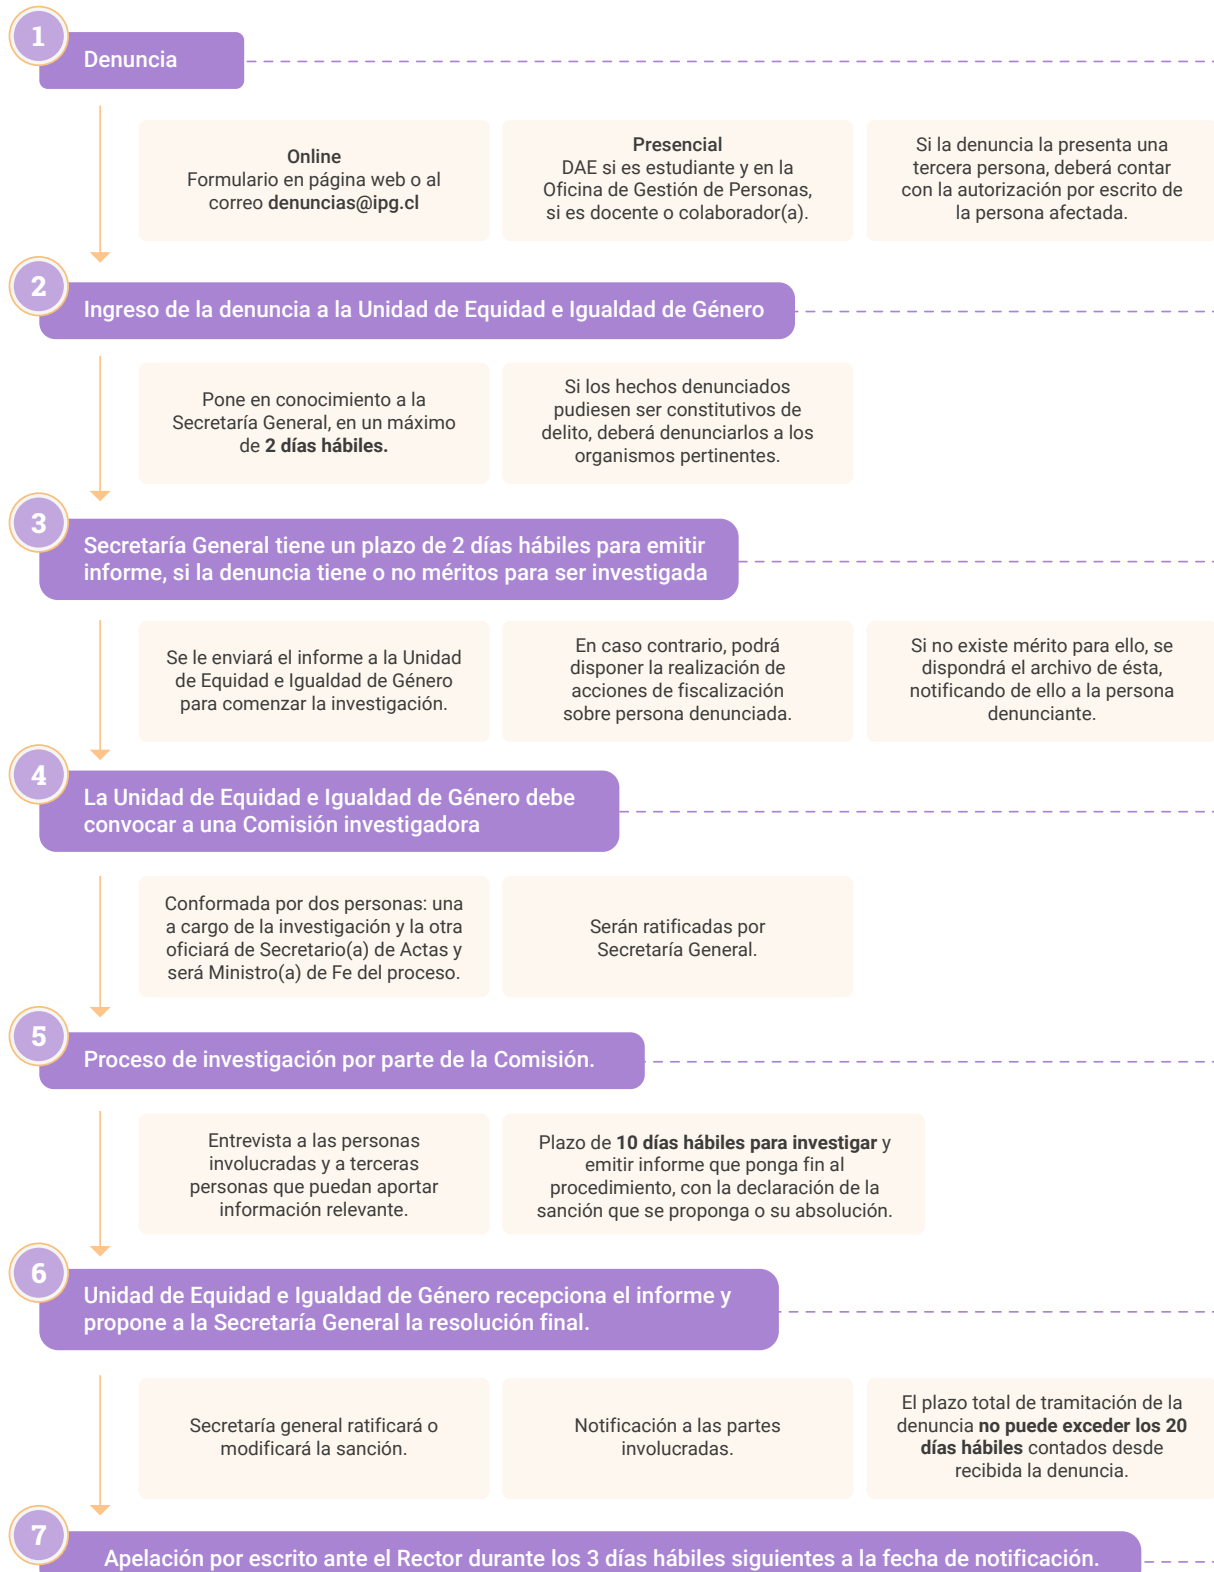 1
Denuncia
Online
Formulario en página web o al
correo denuncias@ipg.cl
Presencial
DAE si es estudiante y en la
Oficina de Gestión de Personas,
si es docente o colaborador(a).
Si la denuncia la presenta una
tercera persona, deberá contar
con la autorización por escrito de
la persona afectada.
2
Ingreso de la denuncia a la Unidad de Equidad e Igualdad de Género
Pone en conocimiento a la
Secretaría General, en un máximo
de 2 días hábiles.
Si los hechos denunciados
pudiesen ser constitutivos de
delito, deberá denunciarlos a los
organismos pertinentes.
3
Secretaría General tiene un plazo de 2 días hábiles para emitir
informe, si la denuncia tiene o no méritos para ser investigada
Se le enviará el informe a la Unidad
de Equidad e Igualdad de Género
para comenzar la investigación.
En caso contrario, podrá
disponer la realización de
acciones de fiscalización
sobre persona denunciada.
Si no existe mérito para ello, se
dispondrá el archivo de ésta,
notificando de ello a la persona
denunciante.
4
La Unidad de Equidad e Igualdad de Género debe
convocar a una Comisión investigadora
Conformada por dos personas: una
a cargo de la investigación y la otra
oficiará de Secretario(a) de Actas y
será Ministro(a) de Fe del proceso.
Serán ratificadas por
Secretaría General.
5
Proceso de investigación por parte de la Comisión.
Entrevista a las personas
involucradas y a terceras
personas que puedan aportar
información relevante.
Plazo de 10 días hábiles para investigar y
emitir informe que ponga fin al
procedimiento, con la declaración de la
sanción que se proponga o su absolución.
6
Unidad de Equidad e Igualdad de Género recepciona el informe y
propone a la Secretaría General la resolución final.
Secretaría general ratificará o
modificará la sanción.
Notificación a las partes
involucradas.
El plazo total de tramitación de la
denuncia no puede exceder los 20
días hábiles contados desde
recibida la denuncia.
7
Apelación por escrito ante el Rector durante los 3 días hábiles siguientes a la fecha de notificación.